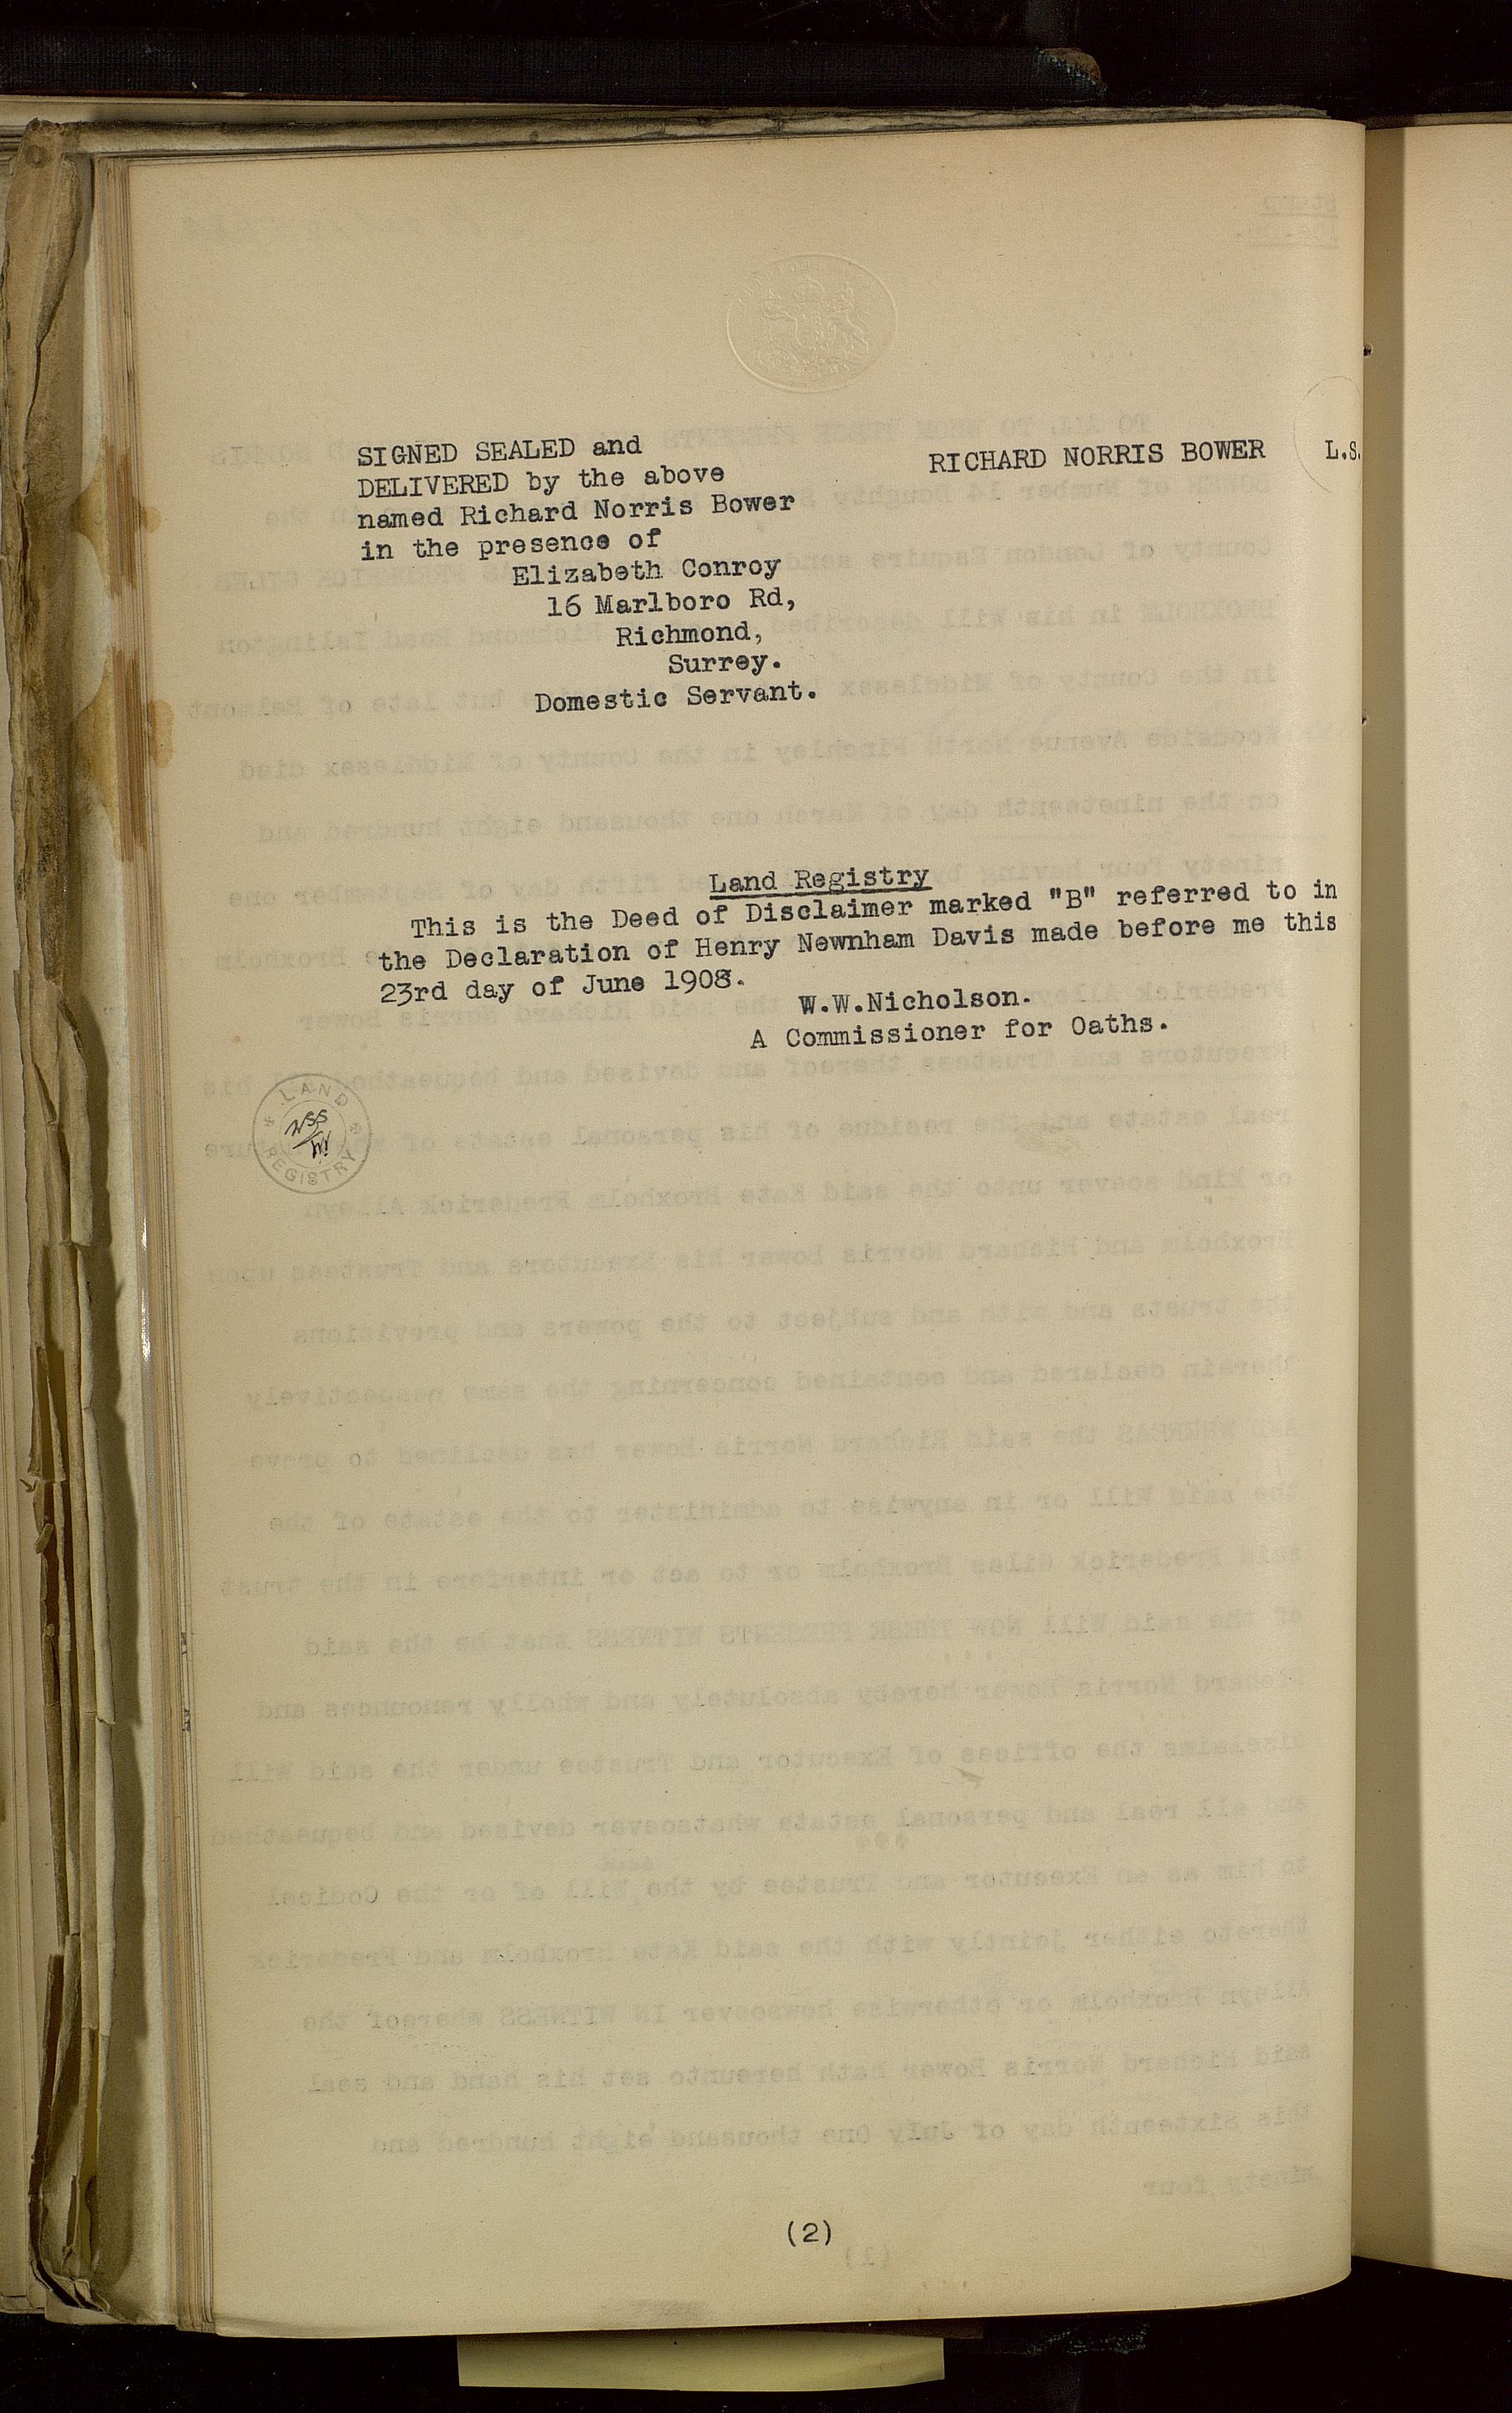 SIGNED SEALED and
DELIVERED by the above
named Richard Norris Bower
in the presence of
Elizabeth Conroy
16 Marlboro Rd,
Richmond,
Surrey.
Domestic Servant.
RICHARD NORRIS BOWER L.S.
Land Registry
This is the Deed of Disclaimer marked "B" referred to in
the Declaration of Henry Newnham Davis made before me this
23rd day of June 1908.
W.W.Nicholson.
A Commissioner for Oaths.
LAND
REGISTRY
(2)